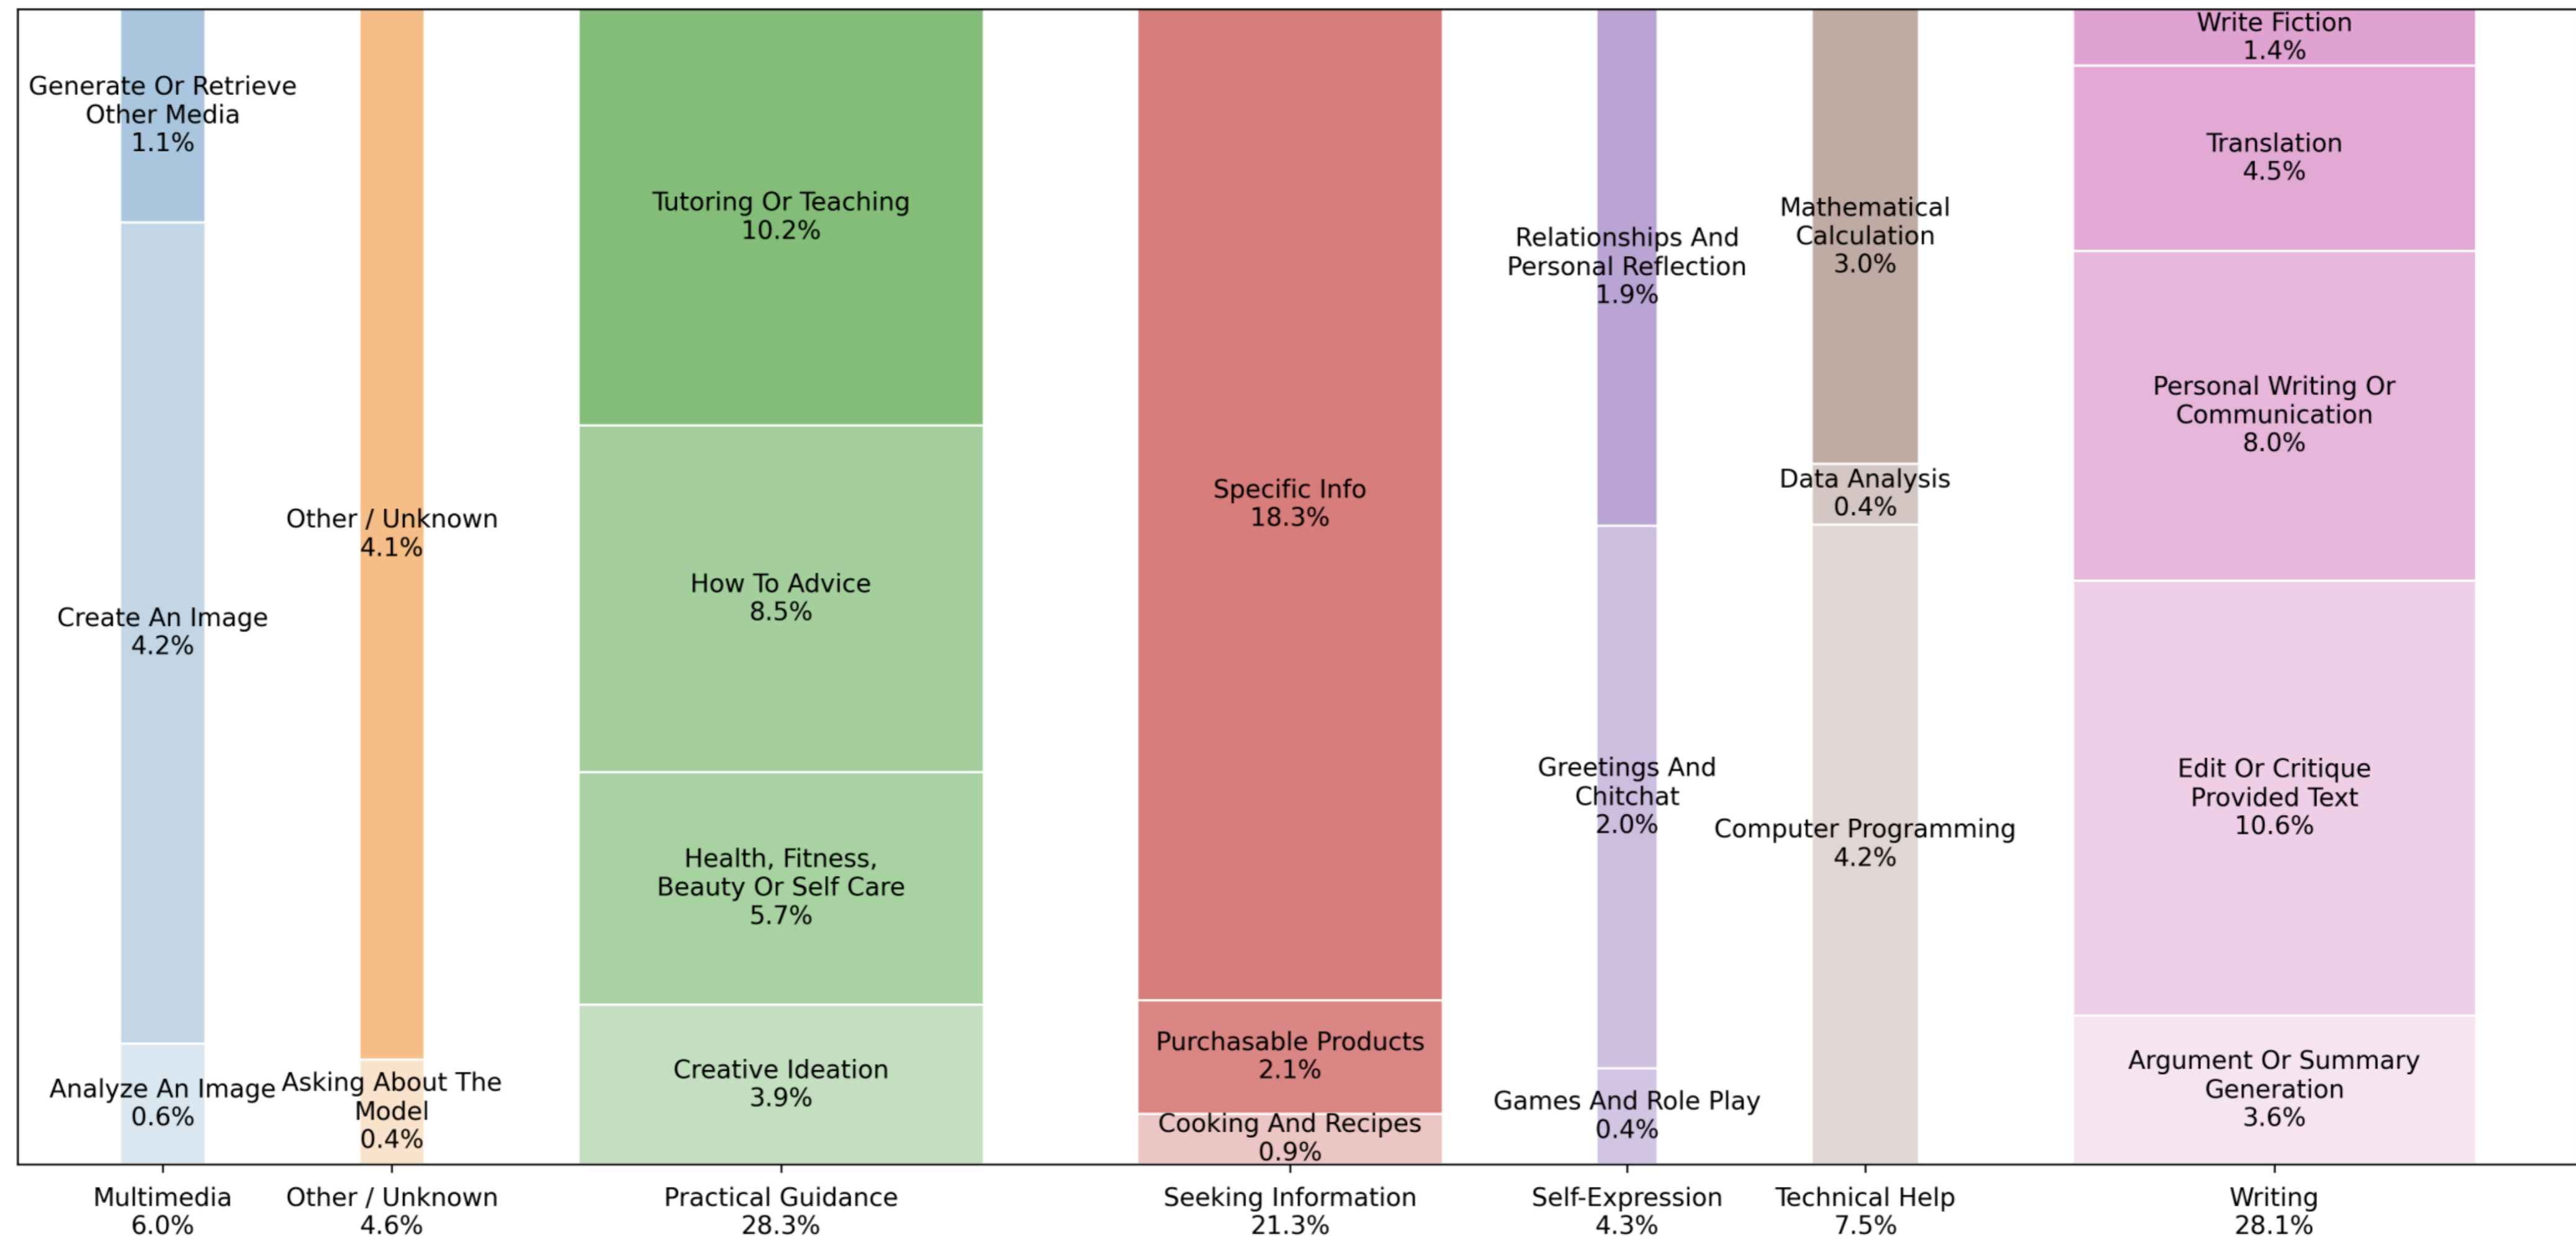 Generate Or Retrieve
Other Media
1.1%
Create An Image
4.2%
Analyze An Image
0.6%
Other / Unknown
4.1%
Asking About The
Model
0.4%
Tutoring Or Teaching
10.2%
How To Advice
8.5%
Health, Fitness,
Beauty Or Self Care
5.7%
Creative Ideation
3.9%
Specific Info
18.3%
Purchasable Products
2.1%
Cooking And Recipes
0.9%
Relationships And
Personal Reflection
1.9%
Greetings And
Chitchat
2.0%
Games And Role Play
0.4%
Mathematical
Calculation
3.0%
Data Analysis
0.4%
Computer Programming
4.2%
Write Fiction
1.4%
Translation
4.5%
Personal Writing Or
Communication
8.0%
Edit Or Critique
Provided Text
10.6%
Argument Or Summary
Generation
3.6%
Multimedia
6.0%
Other / Unknown
4.6%
Practical Guidance
28.3%
Seeking Information
21.3%
Self-Expression
4.3%
Technical Help
7.5%
Writing
28.1%